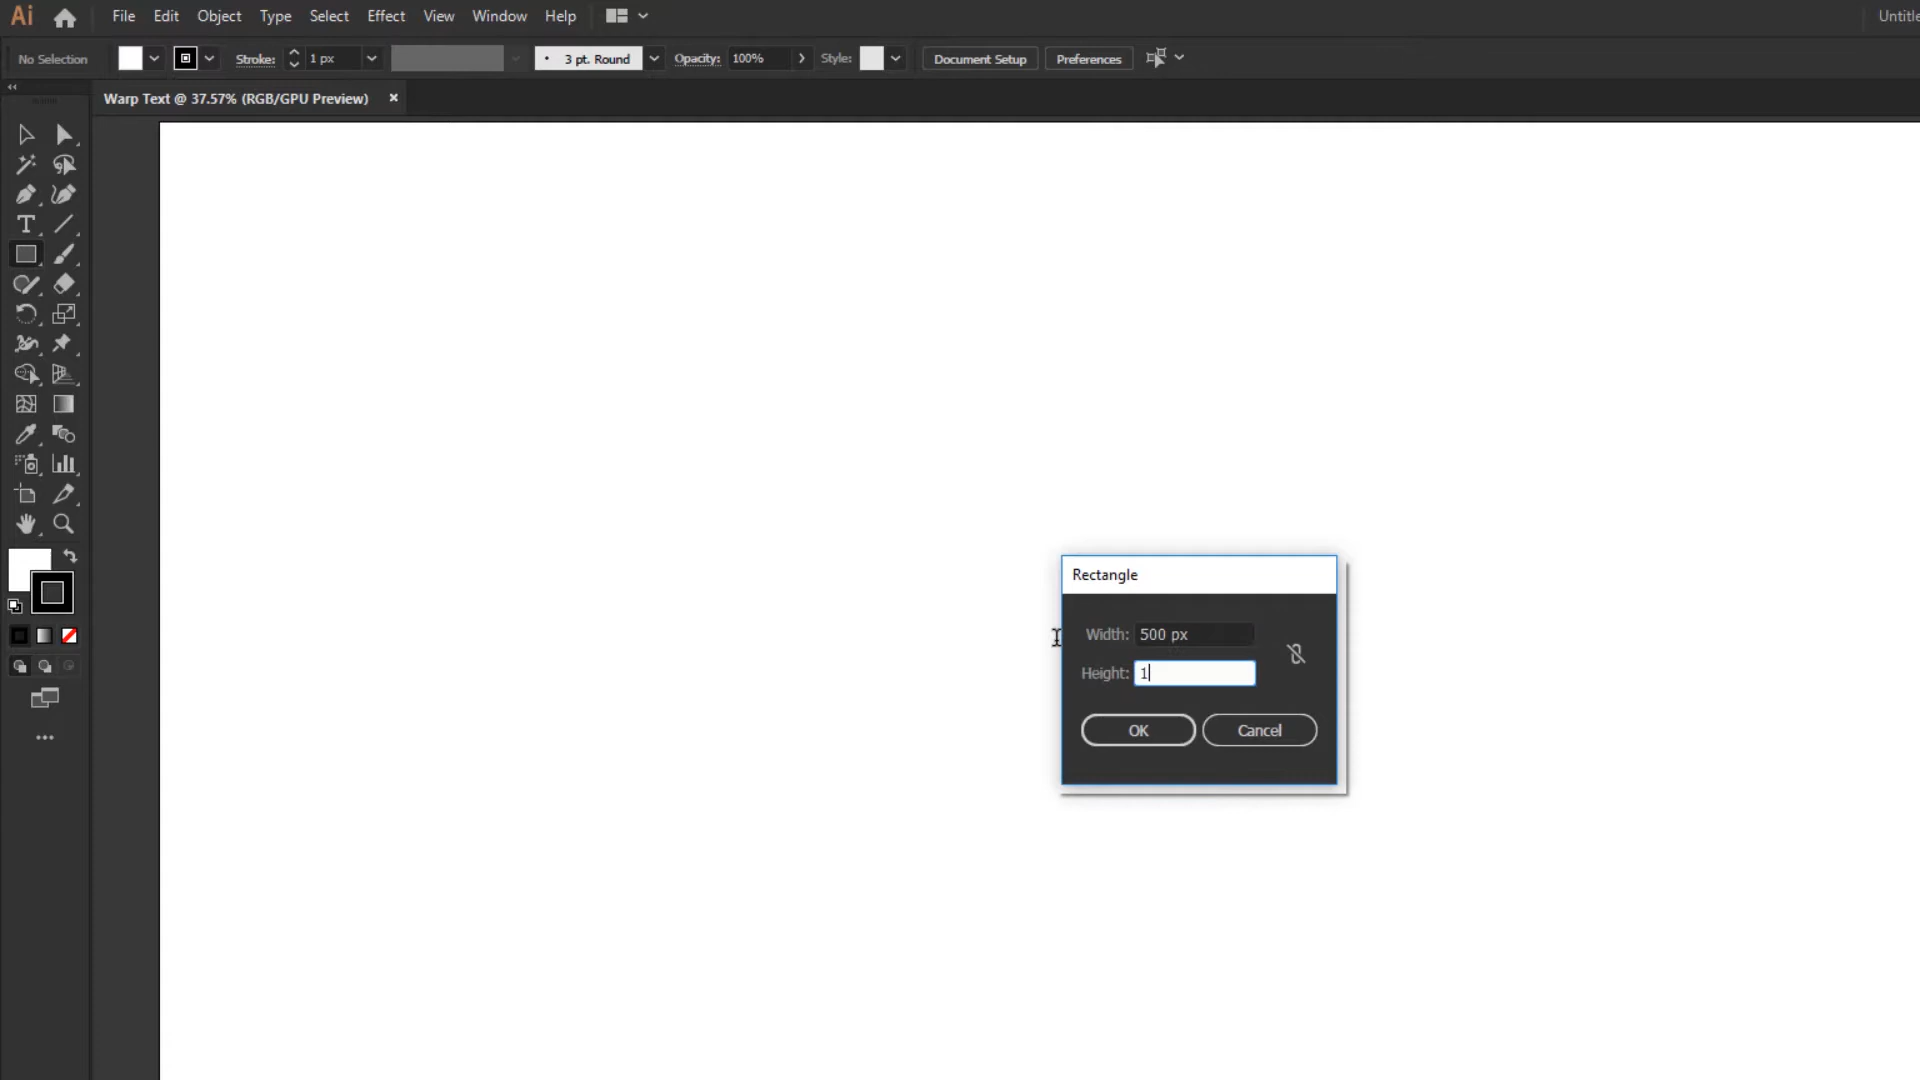 Ai File Edit Object Type Select Effect View Window Help Untitle
No Selection Stroke: 1 px 3 pt. Round Opacity: 100% Style: Document Setup Preferences
Warp Text @ 37.57% (RGB/GPU Preview) ×
Rectangle
Width: 500 px
Height: 1
OK Cancel